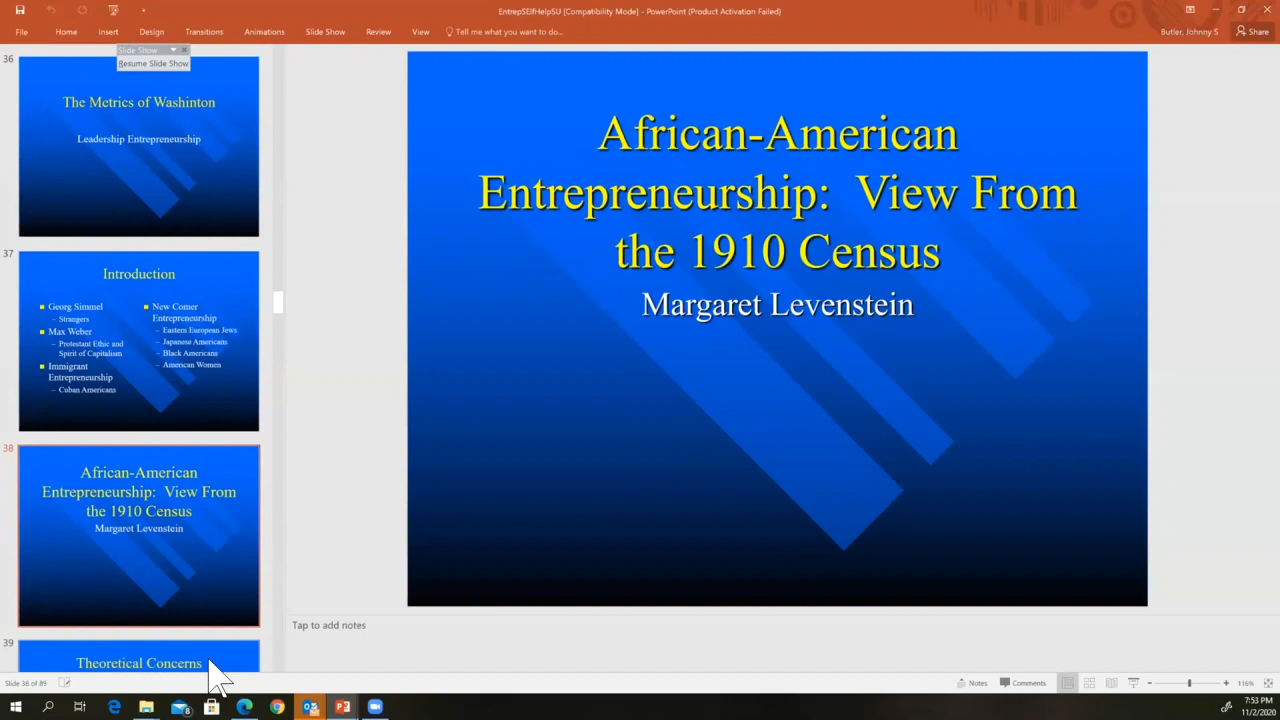 EntrepSElfHelpSU [Compatibility Mode] - PowerPoint (Product Activation Failed)
File Home Insert Design Transitions Animations Slide Show Review View Tell me what you want to do... Butler, Johnny S Share
Slide Show
Resume Slide Show
36
The Metrics of Washinton
Leadership Entrepreneurship
37
Introduction
Georg Simmel
– Strangers
Max Weber
– Protestant Ethic and
Spirit of Capitalism
Immigrant
Entrepreneurship
– Cuban Americans
New Comer
Entrepreneurship
– Eastern European Jews
– Japanese Americans
– Black Americans
– American Women
38
African-American
Entrepreneurship: View From
the 1910 Census
Margaret Levenstein
39
Theoretical Concerns
African-American
Entrepreneurship: View From
the 1910 Census
Margaret Levenstein
Tap to add notes
Slide 38 of 89 Notes Comments 116%
8
7:53 PM
11/2/2020